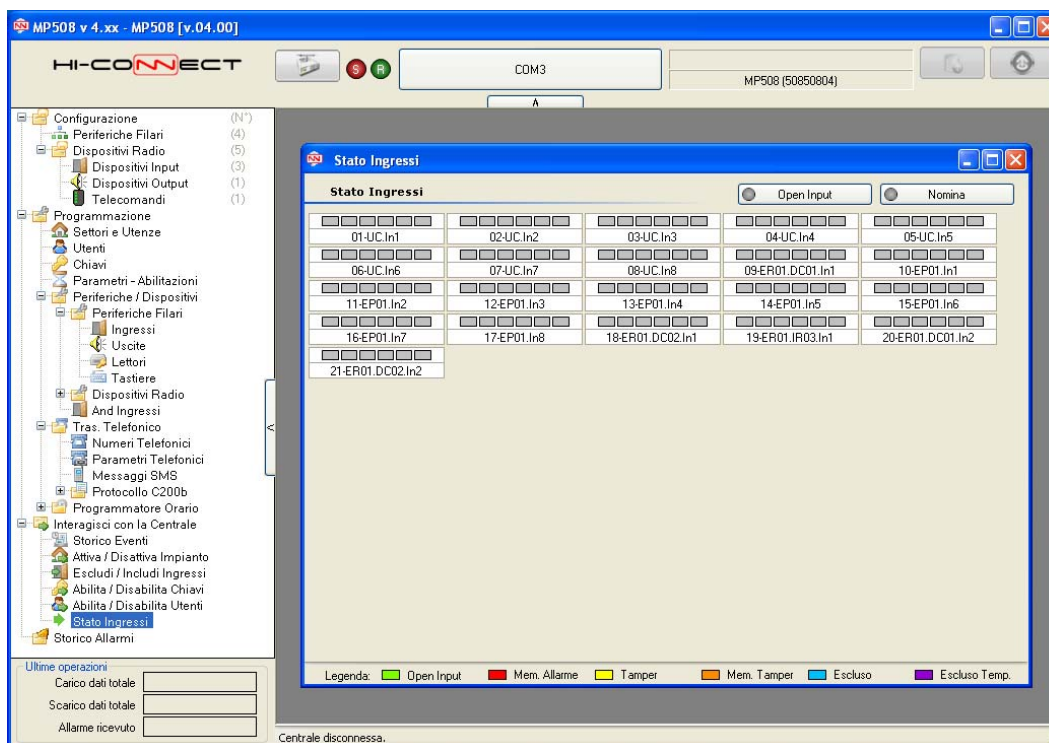 MP508 v 4.xx - MP508 [v.04.00]
HI-CONNECT
S R
COM3
MP508 (50850804)
Λ
Configurazione (N°)
Periferiche Filari (4)
Dispositivi Radio (5)
Dispositivi Input (3)
Dispositivi Output (1)
Telecomandi (1)
Programmazione
Settori e Utenze
Utenti
Chiavi
Parametri - Abilitazioni
Periferiche / Dispositivi
Periferiche Filari
Ingressi
Uscite
Lettori
Tastiere
Dispositivi Radio
And Ingressi
Tras. Telefonico
Numeri Telefonici
Parametri Telefonici
Messaggi SMS
Protocollo C200b
Programmatore Orario
Interagisci con la Centrale
Storico Eventi
Attiva / Disattiva Impianto
Escludi / Includi Ingressi
Abilita / Disabilita Chiavi
Abilita / Disabilita Utenti
Stato Ingressi
Storico Allarmi
<
Ultime operazioni
Carico dati totale
Scarico dati totale
Allarme ricevuto
Stato Ingressi
Stato Ingressi
Open Input Nomina
01-UC.In1 02-UC.In2 03-UC.In3 04-UC.In4 05-UC.In5
06-UC.In6 07-UC.In7 08-UC.In8 09-ER01.DC01.In1 10-EP01.In1
11-EP01.In2 12-EP01.In3 13-EP01.In4 14-EP01.In5 15-EP01.In6
16-EP01.In7 17-EP01.In8 18-ER01.DC02.In1 19-ER01.IR03.In1 20-ER01.DC01.In2
21-ER01.DC02.In2
Legenda: Open Input Mem. Allarme Tamper Mem. Tamper Escluso Escluso Temp.
Centrale disconnessa.